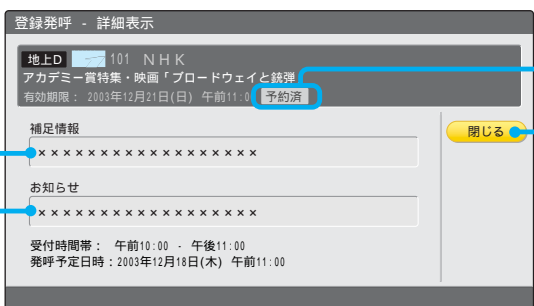 登録発呼 - 詳細表示
地上D 101 NHK
アカデミー賞特集・映画「ブロードウェイと銃弾
有効期限： 2003年12月21日(日) 午前11:0 予約済
閉じる
補足情報
××××××××××××××××××
お知らせ
××××××××××××××××××
受付時間帯： 午前10:00 - 午後11:00
発呼予定日時：2003年12月18日(木) 午前11:00